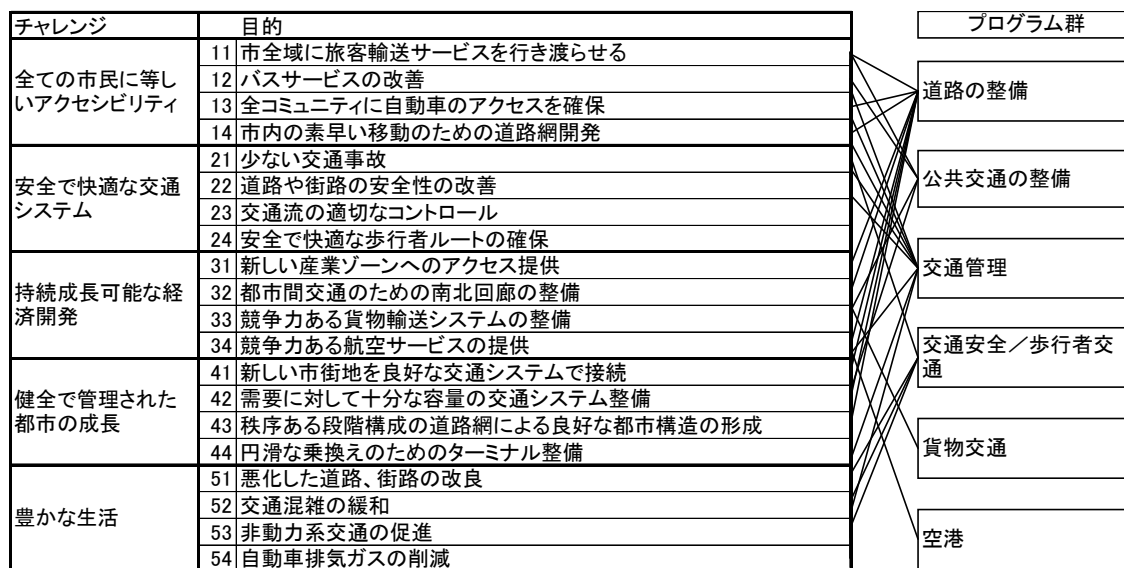 チャレンジ 目的 プログラム群
全ての市民に等し
いアクセシビリティ
11 市全域に旅客輸送サービスを行き渡らせる
12 バスサービスの改善
13 全コミュニティに自動車のアクセスを確保
14 市内の素早い移動のための道路網開発
安全で快適な交通
システム
21 少ない交通事故
22 道路や街路の安全性の改善
23 交通流の適切なコントロール
24 安全で快適な歩行者ルートの確保
持続成長可能な経
済開発
31 新しい産業ゾーンへのアクセス提供
32 都市間交通のための南北回廊の整備
33 競争力ある貨物輸送システムの整備
34 競争力ある航空サービスの提供
健全で管理された
都市の成長
41 新しい市街地を良好な交通システムで接続
42 需要に対して十分な容量の交通システム整備
43 秩序ある段階構成の道路網による良好な都市構造の形成
44 円滑な乗換えのためのターミナル整備
豊かな生活
51 悪化した道路、街路の改良
52 交通混雑の緩和
53 非動力系交通の促進
54 自動車排気ガスの削減
道路の整備
公共交通の整備
交通管理
交通安全／歩行者交
通
貨物交通
空港